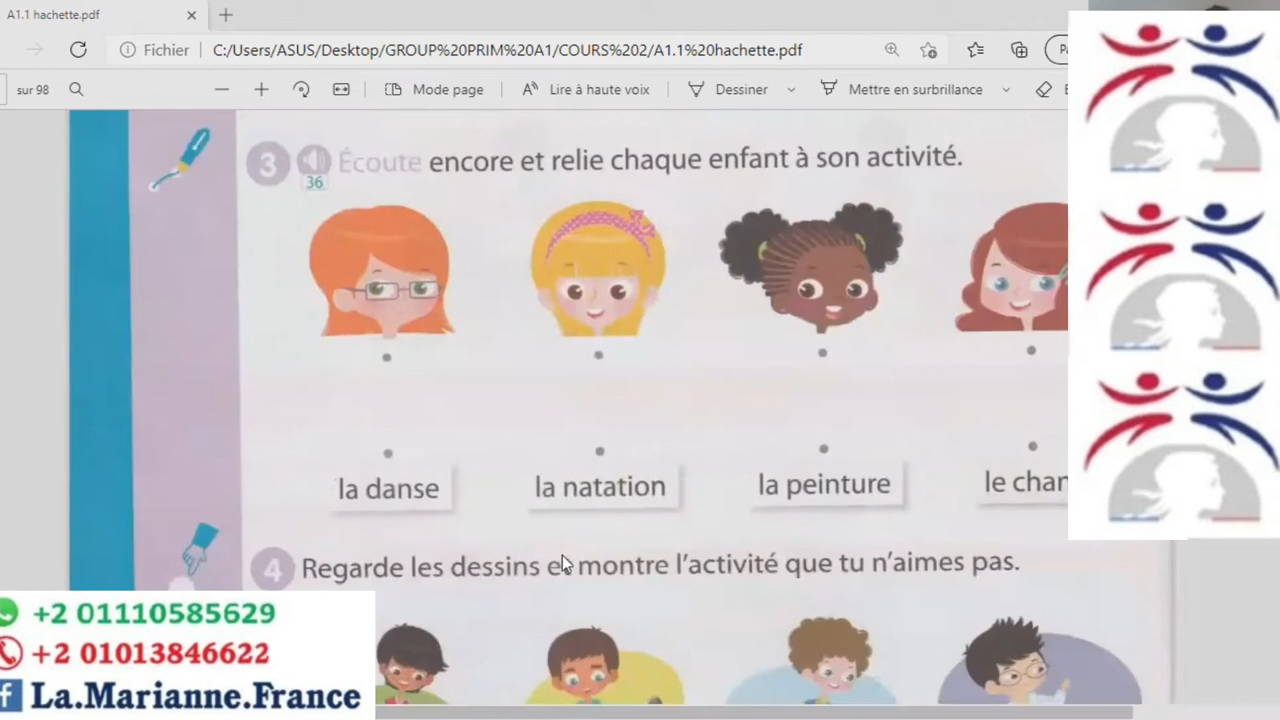 A1.1 hachette.pdf
Fichier
C:/Users/ASUS/Desktop/GROUP%20PRIM%20A1/COURS%202/A1.1%20hachette.pdf
sur 98
Mode page
Lire à haute voix
Dessiner
Mettre en surbrillance
3 Écoute encore et relie chaque enfant à son activité.
36
la danse
la natation
la peinture
le chan
4 Regarde les dessins et montre l'activité que tu n'aimes pas.
+2 01110585629
+2 01013846622
La.Marianne.France